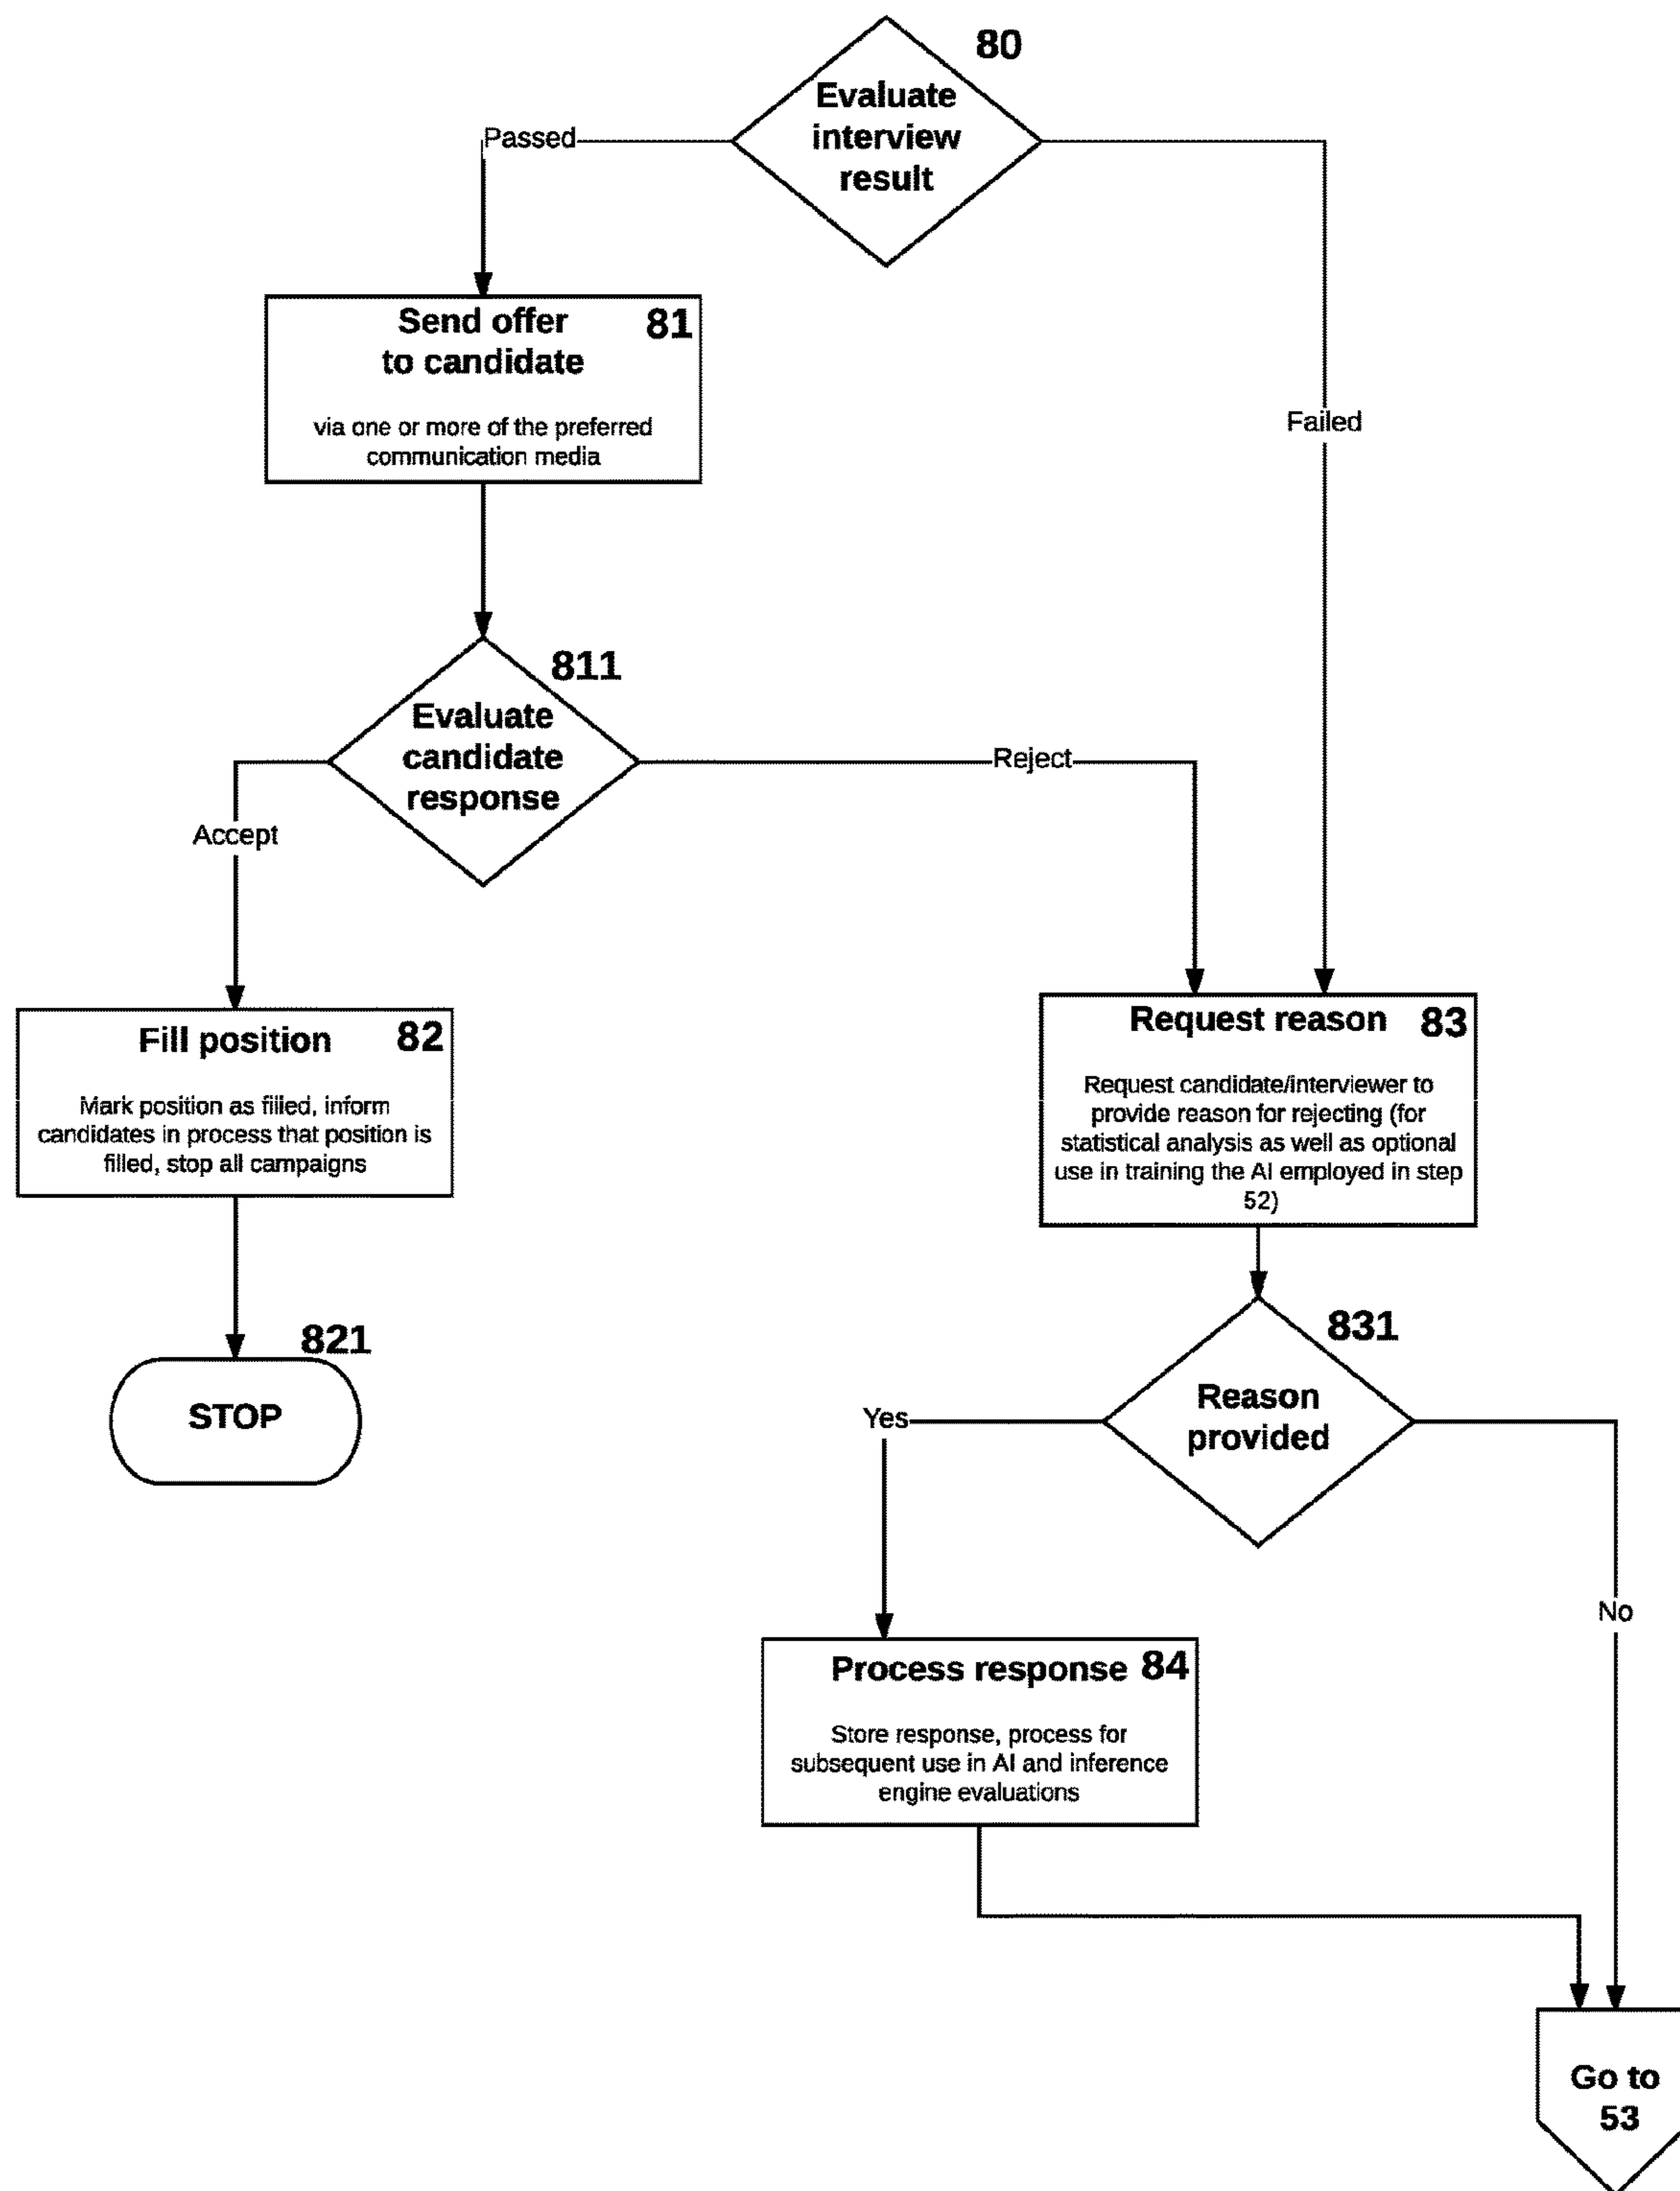 80
Evaluate
interview
result
Passed
Failed
Send offer
to candidate
81
via one or more of the preferred
communication media
811
Evaluate
candidate
response
Accept
Reject
Fill position
82
Mark position as filled, inform
candidates in process that position is
filled, stop all campaigns
821
STOP
Request reason
83
Request candidate/interviewer to
provide reason for rejecting (for
statistical analysis as well as optional
use in training the AI employed in step
52)
831
Reason
provided
Yes
No
Process response
84
Store response, process for
subsequent use in AI and inference
engine evaluations
Go to
53